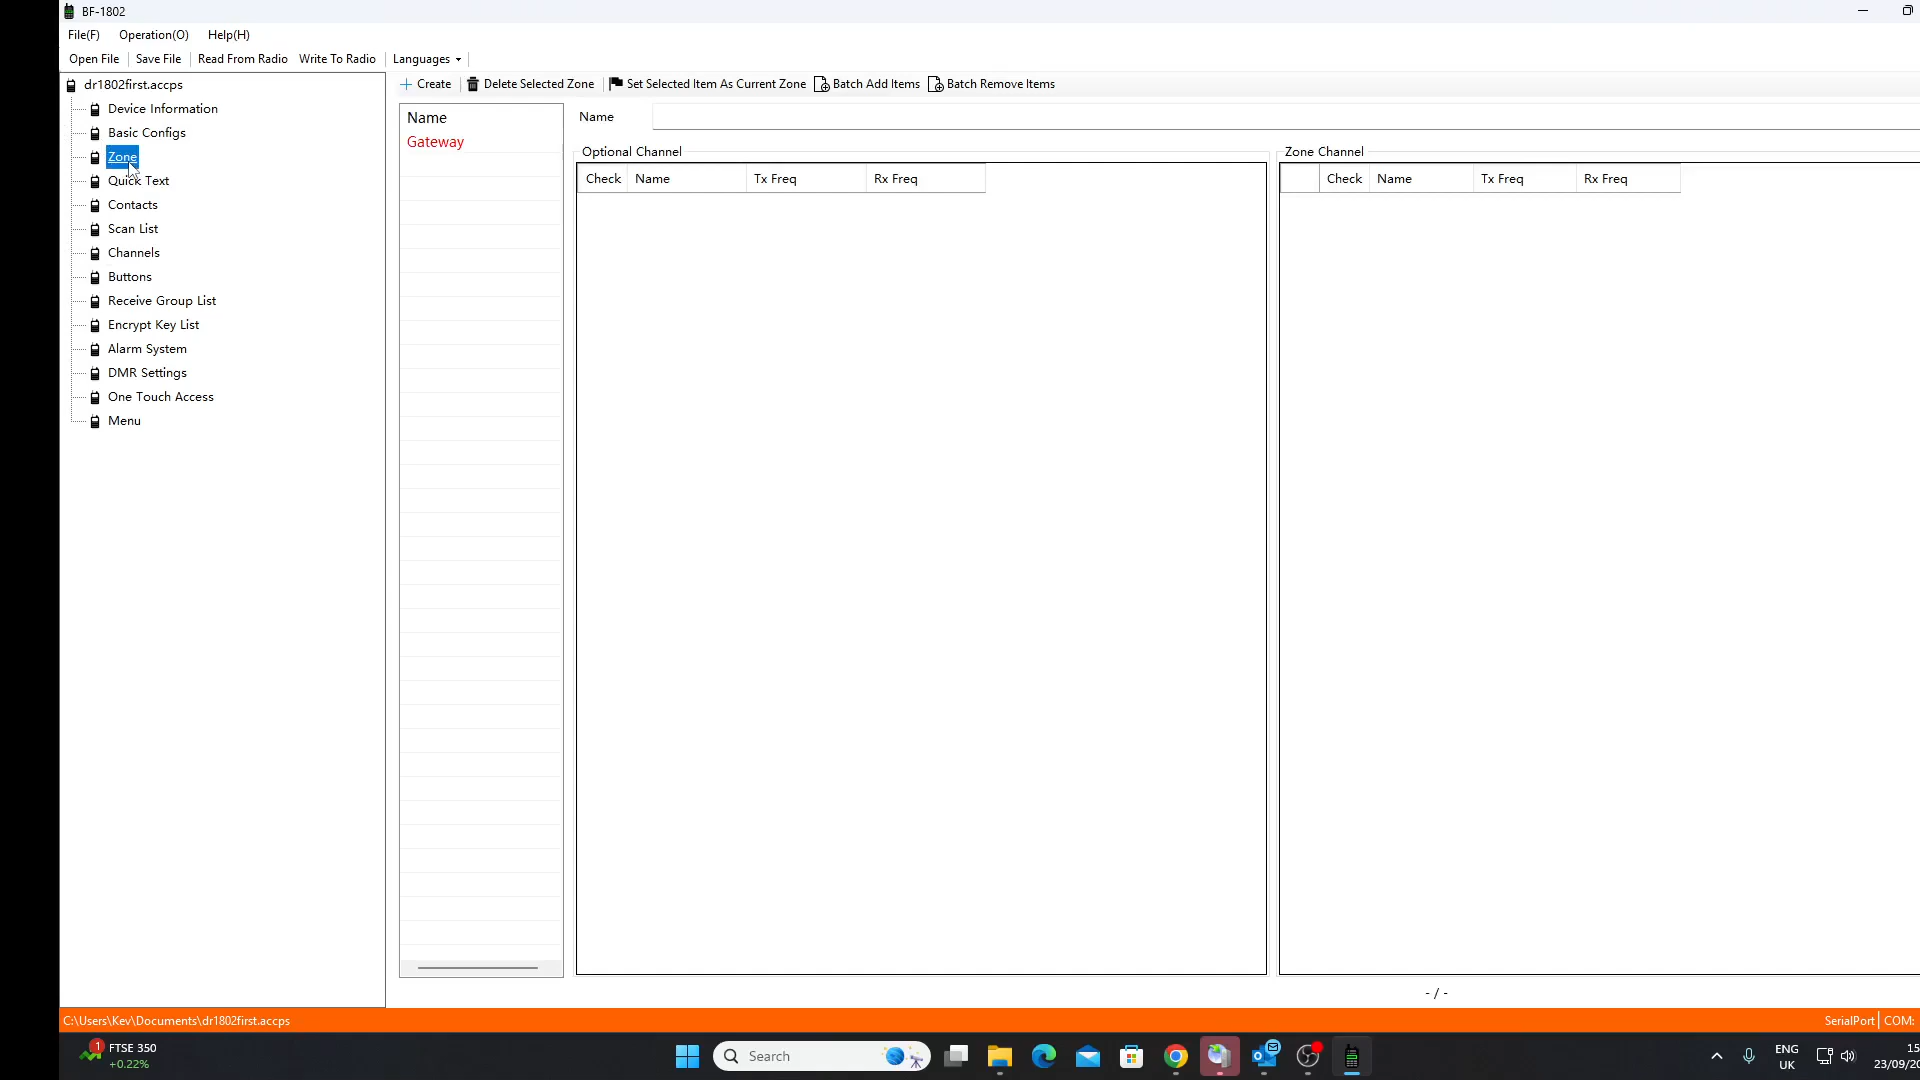 BF-1802
File(F) Operation(O) Help(H)
Open File Save File Read From Radio Write To Radio Languages
dr1802first.accps
Device Information
Basic Configs
Zone
Quick Text
Contacts
Scan List
Channels
Buttons
Receive Group List
Encrypt Key List
Alarm System
DMR Settings
One Touch Access
Menu
Create Delete Selected Zone Set Selected Item As Current Zone Batch Add Items Batch Remove Items
Name
Gateway
Name
Optional Channel
Check Name Tx Freq Rx Freq
Zone Channel
Check Name Tx Freq Rx Freq
- / -
C:\Users\Kev\Documents\dr1802first.accps
SerialPort COM:
1
FTSE 350
+0.22%
Search
ENG
UK
15
23/09/20